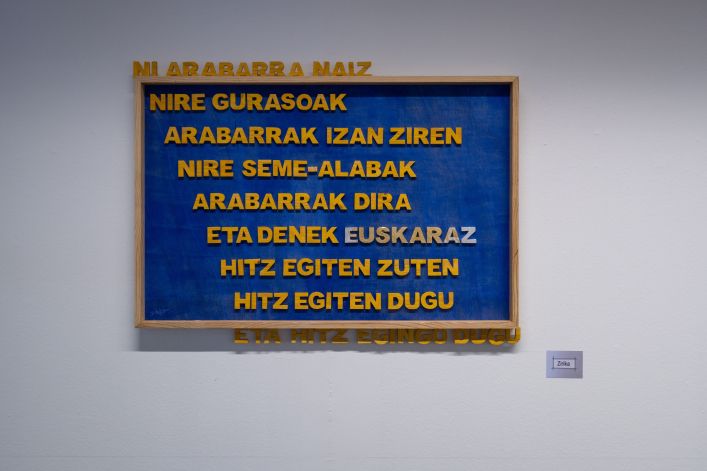 NI ARABARRA NAIZ
NIRE GURASOAK
ARABARRAK IZAN ZIREN
NIRE SEME-ALABAK
ARABARRAK DIRA
ETA DENEK EUSKARAZ
HITZ EGITEN ZUTEN
HITZ EGITEN DUGU
ETA HITZ EGINGO DUGU